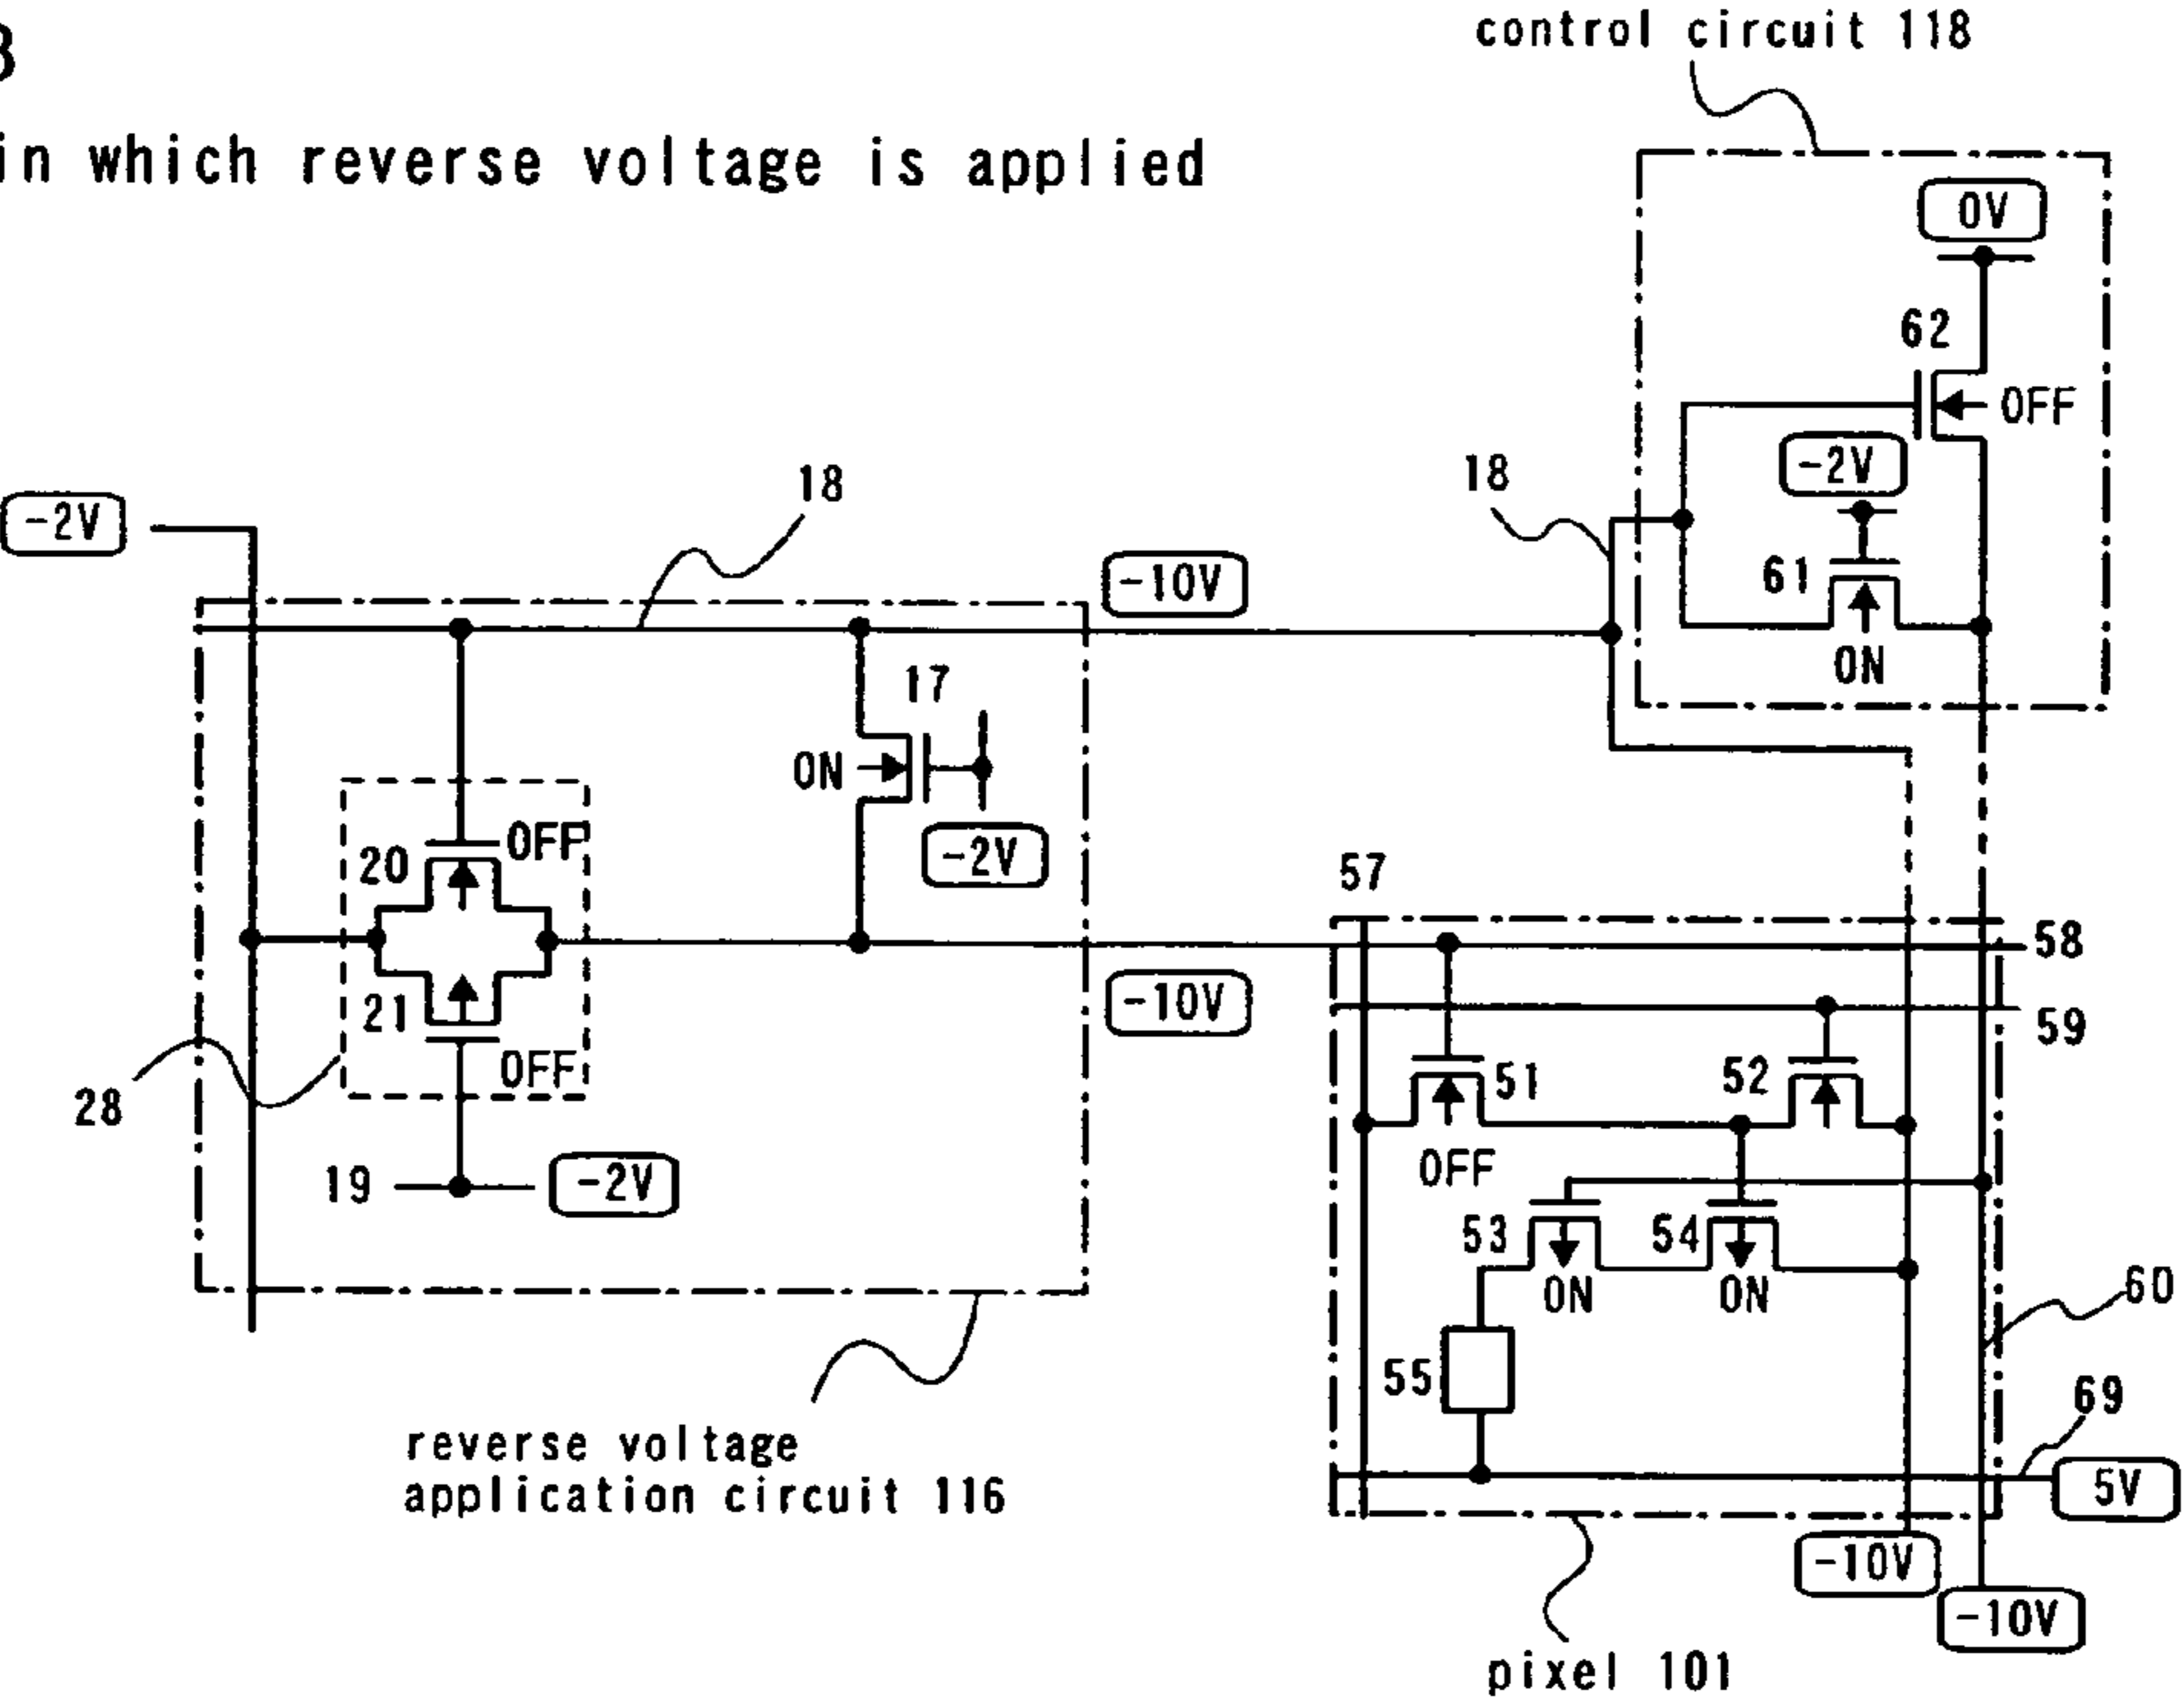 B
in which reverse voltage is applied
control circuit 118
0V
62
OFF
-2V
18
61
ON
-2V
18
-10V
17
ON
-2V
20
OFF
21
OFF
28
19
-2V
-10V
57
58
59
51
OFF
52
53
ON
54
ON
55
60
69
5V
-10V
-10V
reverse voltage
application circuit 116
pixel 101